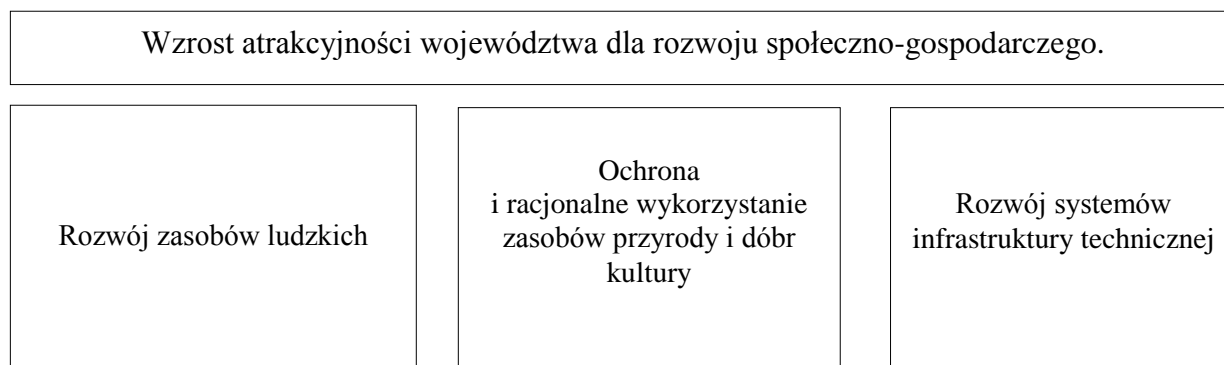 Wzrost atrakcyjności województwa dla rozwoju społeczno-gospodarczego.
Rozwój zasobów ludzkich
Ochrona
i racjonalne wykorzystanie
zasobów przyrody i dóbr
kultury
Rozwój systemów
infrastruktury technicznej